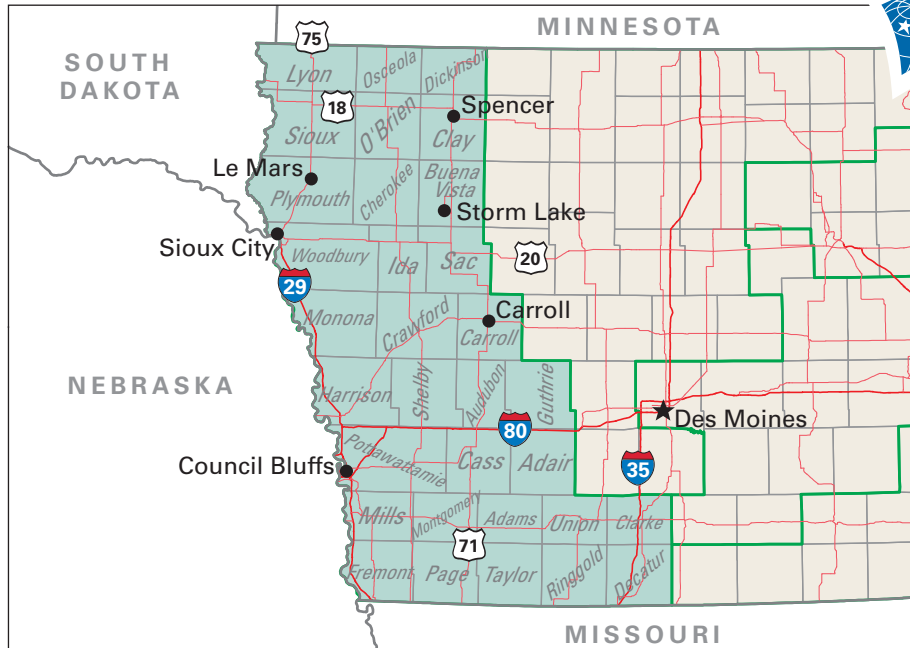 MINNESOTA
75
SOUTH
DAKOTA
Lyon
Osceola
Dickinson
18
Spencer
Sioux
O'Brien
Clay
Le Mars
Plymouth
Cherokee
Buena
Vista
Storm Lake
Sioux City
Woodbury
Ida
Sac
20
29
Monona
Crawford
Carroll
Carroll
NEBRASKA
Harrison
Shelby
Audubon
Guthrie
80
Des Moines
Council Bluffs
Pottawattamie
Cass
Adair
35
Mills
Montgomery
Adams
Union
Clarke
71
Fremont
Page
Taylor
Ringgold
Decatur
MISSOURI